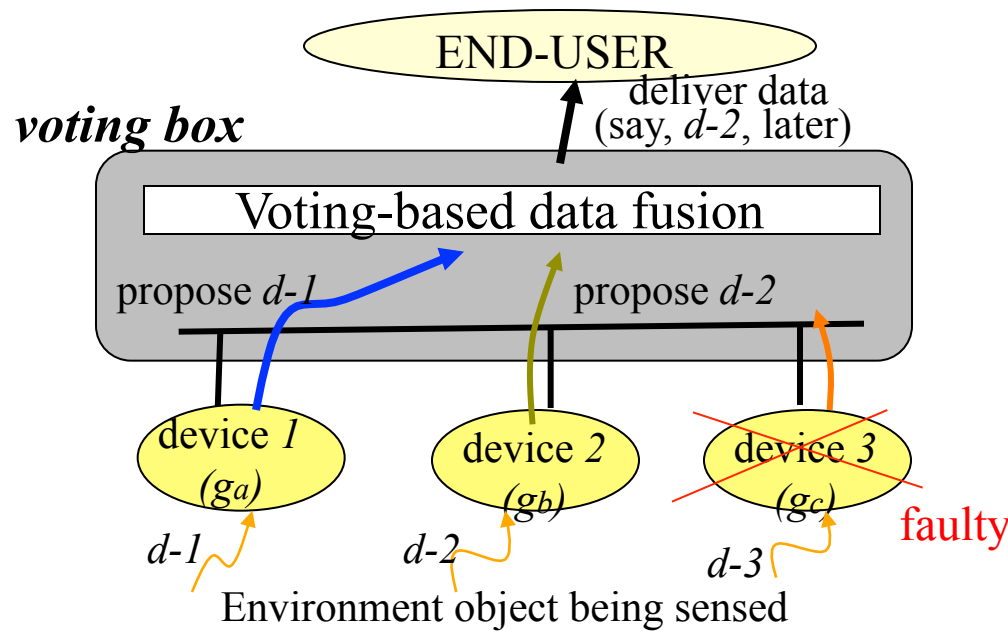 END-USER
deliver data
(say, d-2, later)
voting box
Voting-based data fusion
propose d-1
propose d-2
device 1
(ga)
device 2
(gb)
device 3
(gc)
faulty
d-1
d-2
d-3
Environment object being sensed